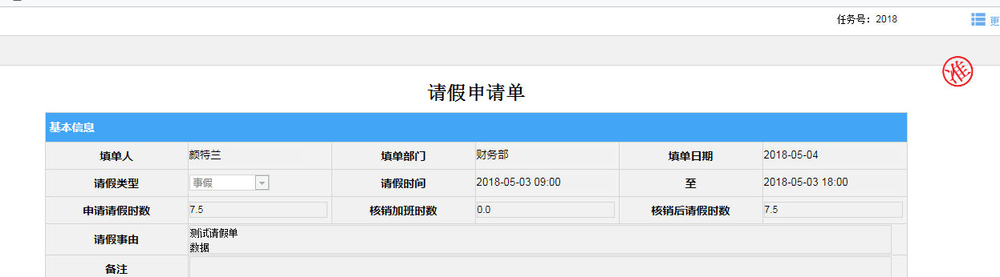 任务号：2018
更
准
请假申请单
基本信息
填单人 颜特兰 填单部门 财务部 填单日期 2018-05-04
请假类型 事假 请假时间 2018-05-03 09:00 至 2018-05-03 18:00
申请请假时数 7.5 核销加班时数 0.0 核销后请假时数 7.5
请假事由 测试请假单
数据
备注